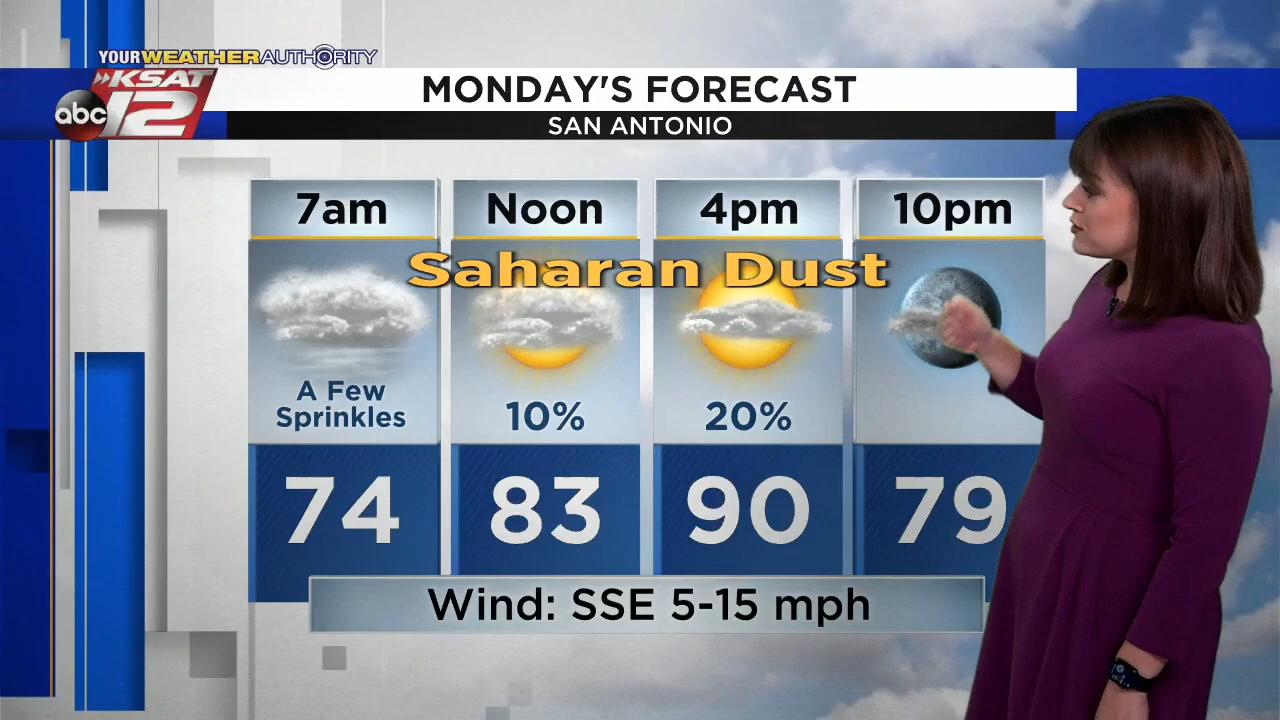 YOUR WEATHER AUTHORITY
KSAT
abc 12
MONDAY'S FORECAST
SAN ANTONIO
7am Noon 4pm 10pm
Saharan Dust
A Few
Sprinkles 10% 20%
74 83 90 79
Wind: SSE 5-15 mph